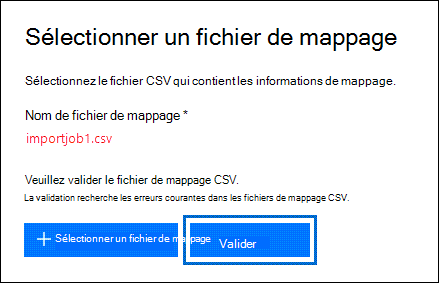 Sélectionner un fichier de mappage
Sélectionnez le fichier CSV qui contient les informations de mappage.
Nom de fichier de mappage *
importjob1.csv
Veuillez valider le fichier de mappage CSV.
La validation recherche les erreurs courantes dans les fichiers de mappage CSV.
Sélectionner un fichier de mappage
Valider